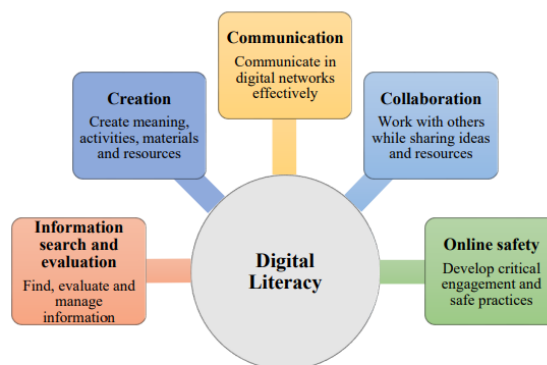 Communication
Communicate in
digital networks
effectively
Creation
Create meaning,
activities, materials
and resources
Collaboration
Work with others
while sharing ideas
and resources
Information
search and
evaluation
Find, evaluate and
manage
information
Digital
Literacy
Online safety
Develop critical
engagement and
safe practices